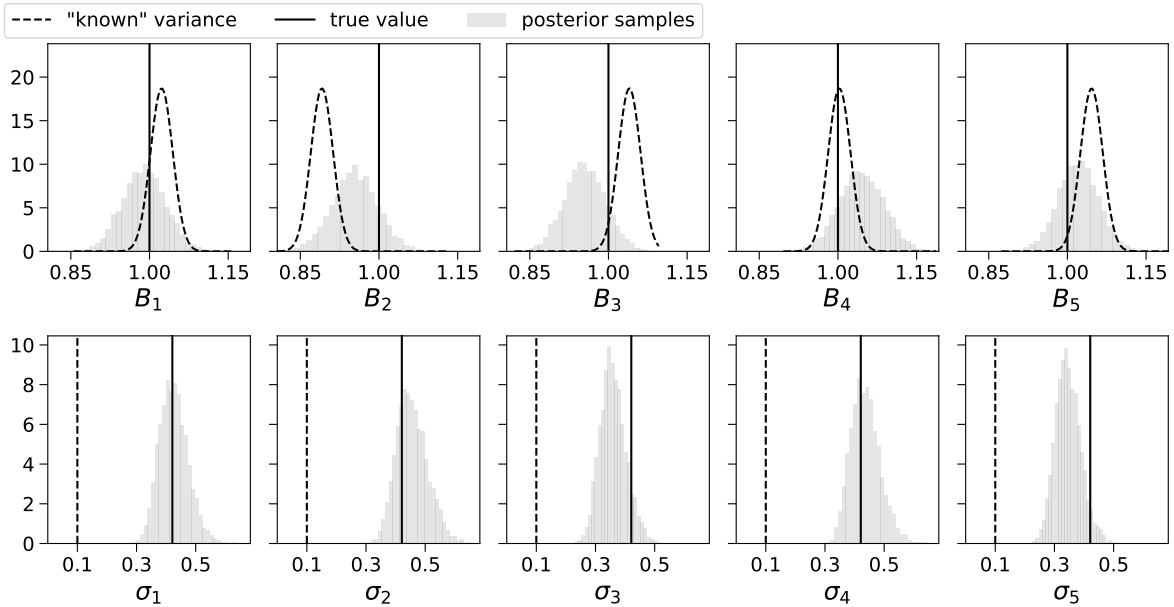 "known" variance true value posterior samples
20
15
10
5
0
0.85 1.00 1.15 0.85 1.00 1.15 0.85 1.00 1.15 0.85 1.00 1.15 0.85 1.00 1.15
B₁ B₂ B₃ B₄ B₅
10
8
6
4
2
0
0.1 0.3 0.5 0.1 0.3 0.5 0.1 0.3 0.5 0.1 0.3 0.5 0.1 0.3 0.5
σ₁ σ₂ σ₃ σ₄ σ₅